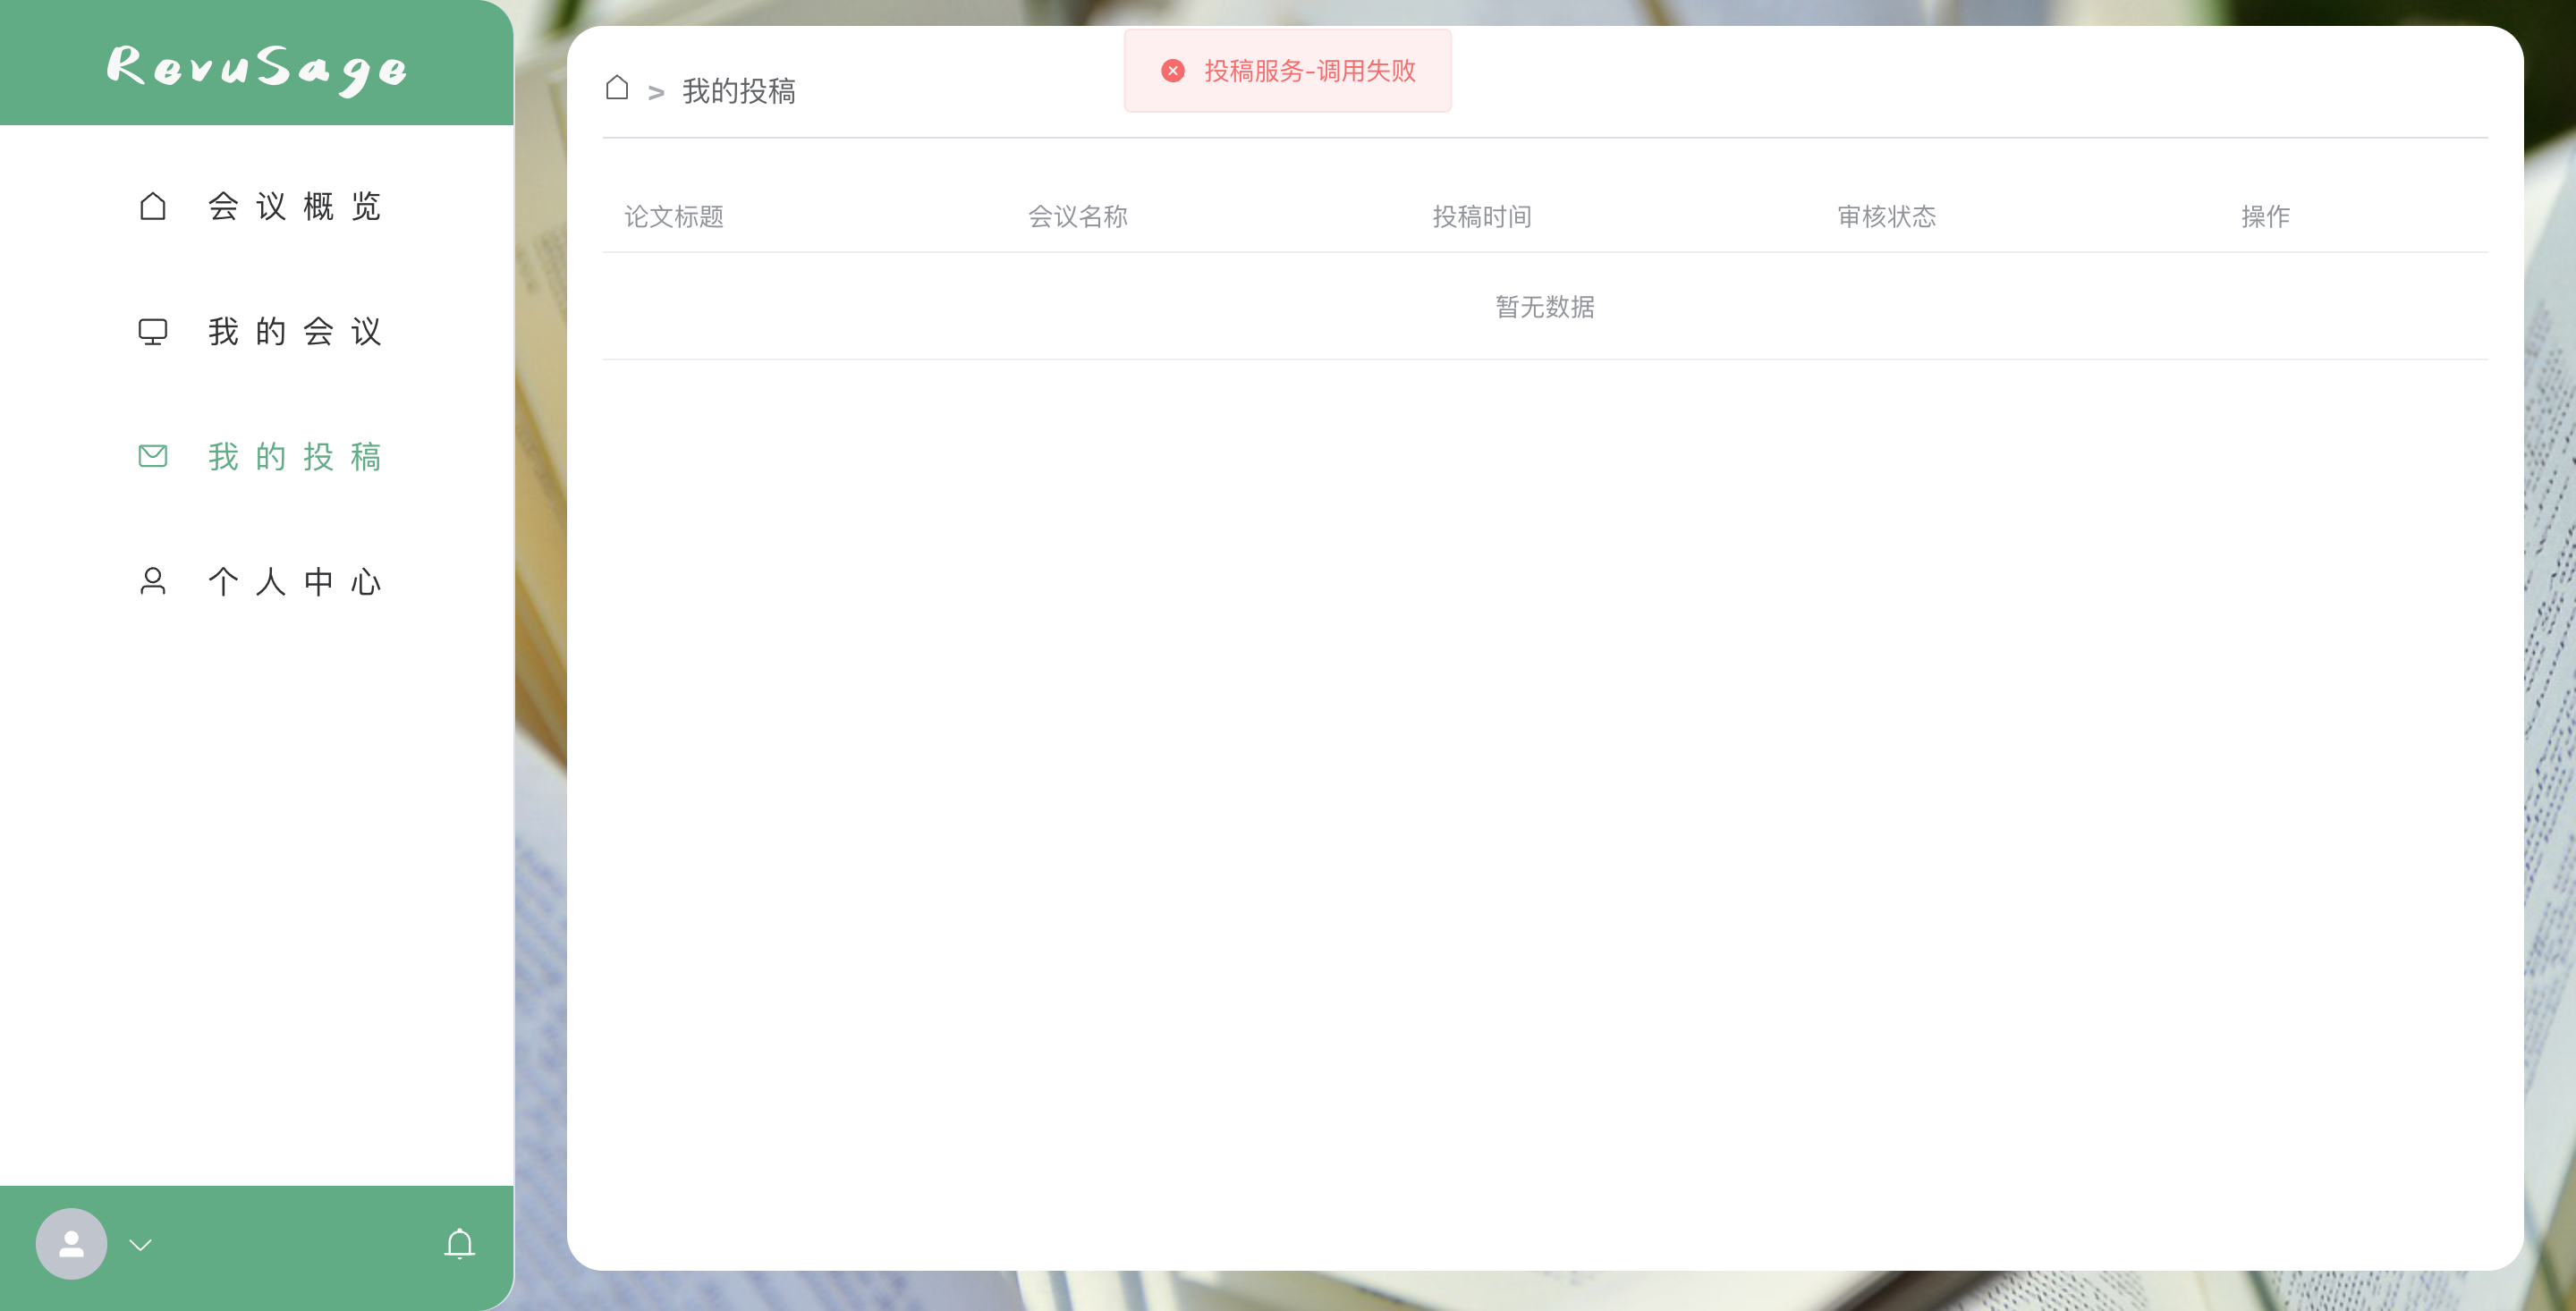 RevuSage
会议概览
我的会议
我的投稿
个人中心
投稿服务-调用失败
> 我的投稿
论文标题 会议名称 投稿时间 审核状态 操作
暂无数据